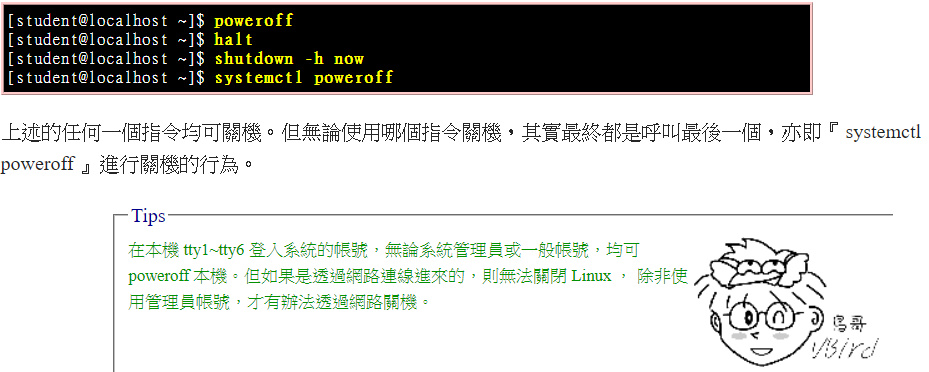 [student@localhost ~]$ poweroff
[student@localhost ~]$ halt
[student@localhost ~]$ shutdown -h now
[student@localhost ~]$ systemctl poweroff
上述的任何一個指令均可關機。但無論使用哪個指令關機，其實最終都是呼叫最後一個，亦即『 systemctl
poweroff 』進行關機的行為。
Tips
在本機 tty1~tty6 登入系統的帳號，無論系統管理員或一般帳號，均可
poweroff 本機。但如果是透過網路連線進來的，則無法關閉 Linux ， 除非使
用管理員帳號，才有辦法透過網路關機。
鳥哥
VBird